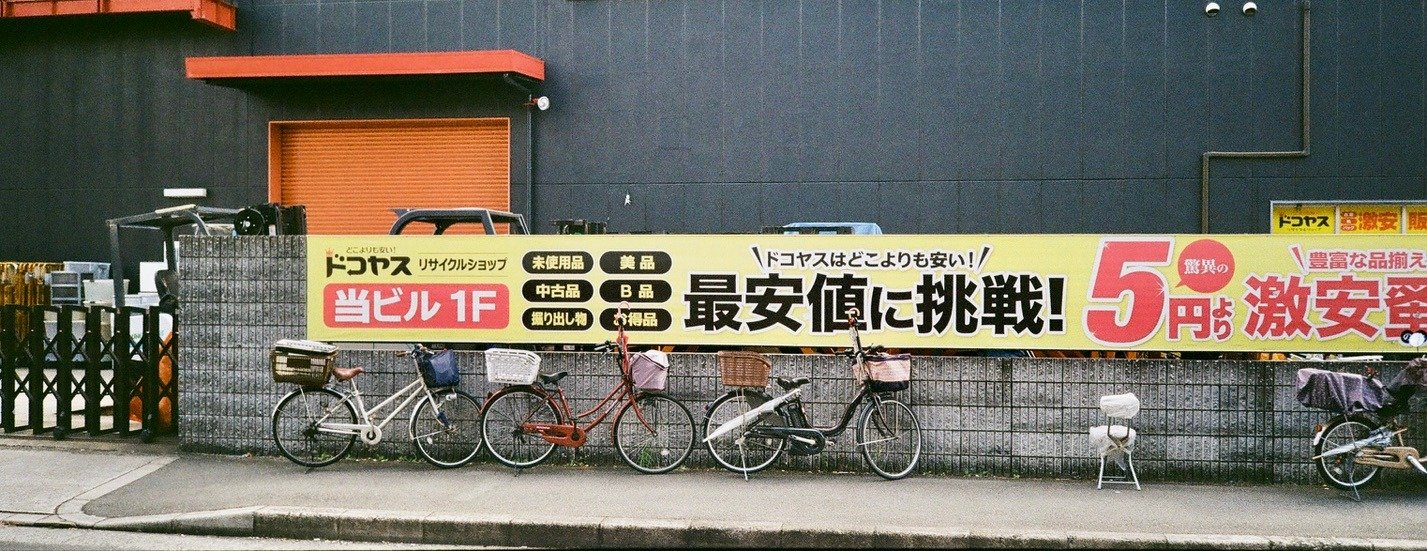 どこよりも安い!
ドコヤス リサイクルショップ
当ビル 1F
未使用品 美品
中古品 B品
掘り出し物 お得品
ドコヤスはどこよりも安い!
最安値に挑戦!
驚異の
5円より
豊富な品揃え
激安
ドコヤス
激安